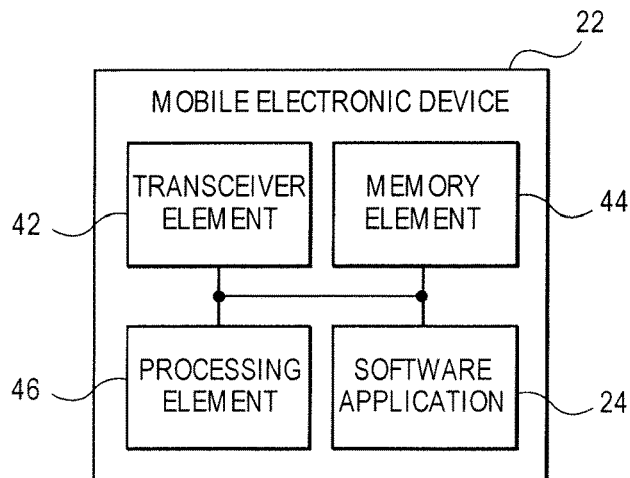 22
MOBILE ELECTRONIC DEVICE
TRANSCEIVER
ELEMENT
MEMORY
ELEMENT
42
44
PROCESSING
ELEMENT
SOFTWARE
APPLICATION
46
24